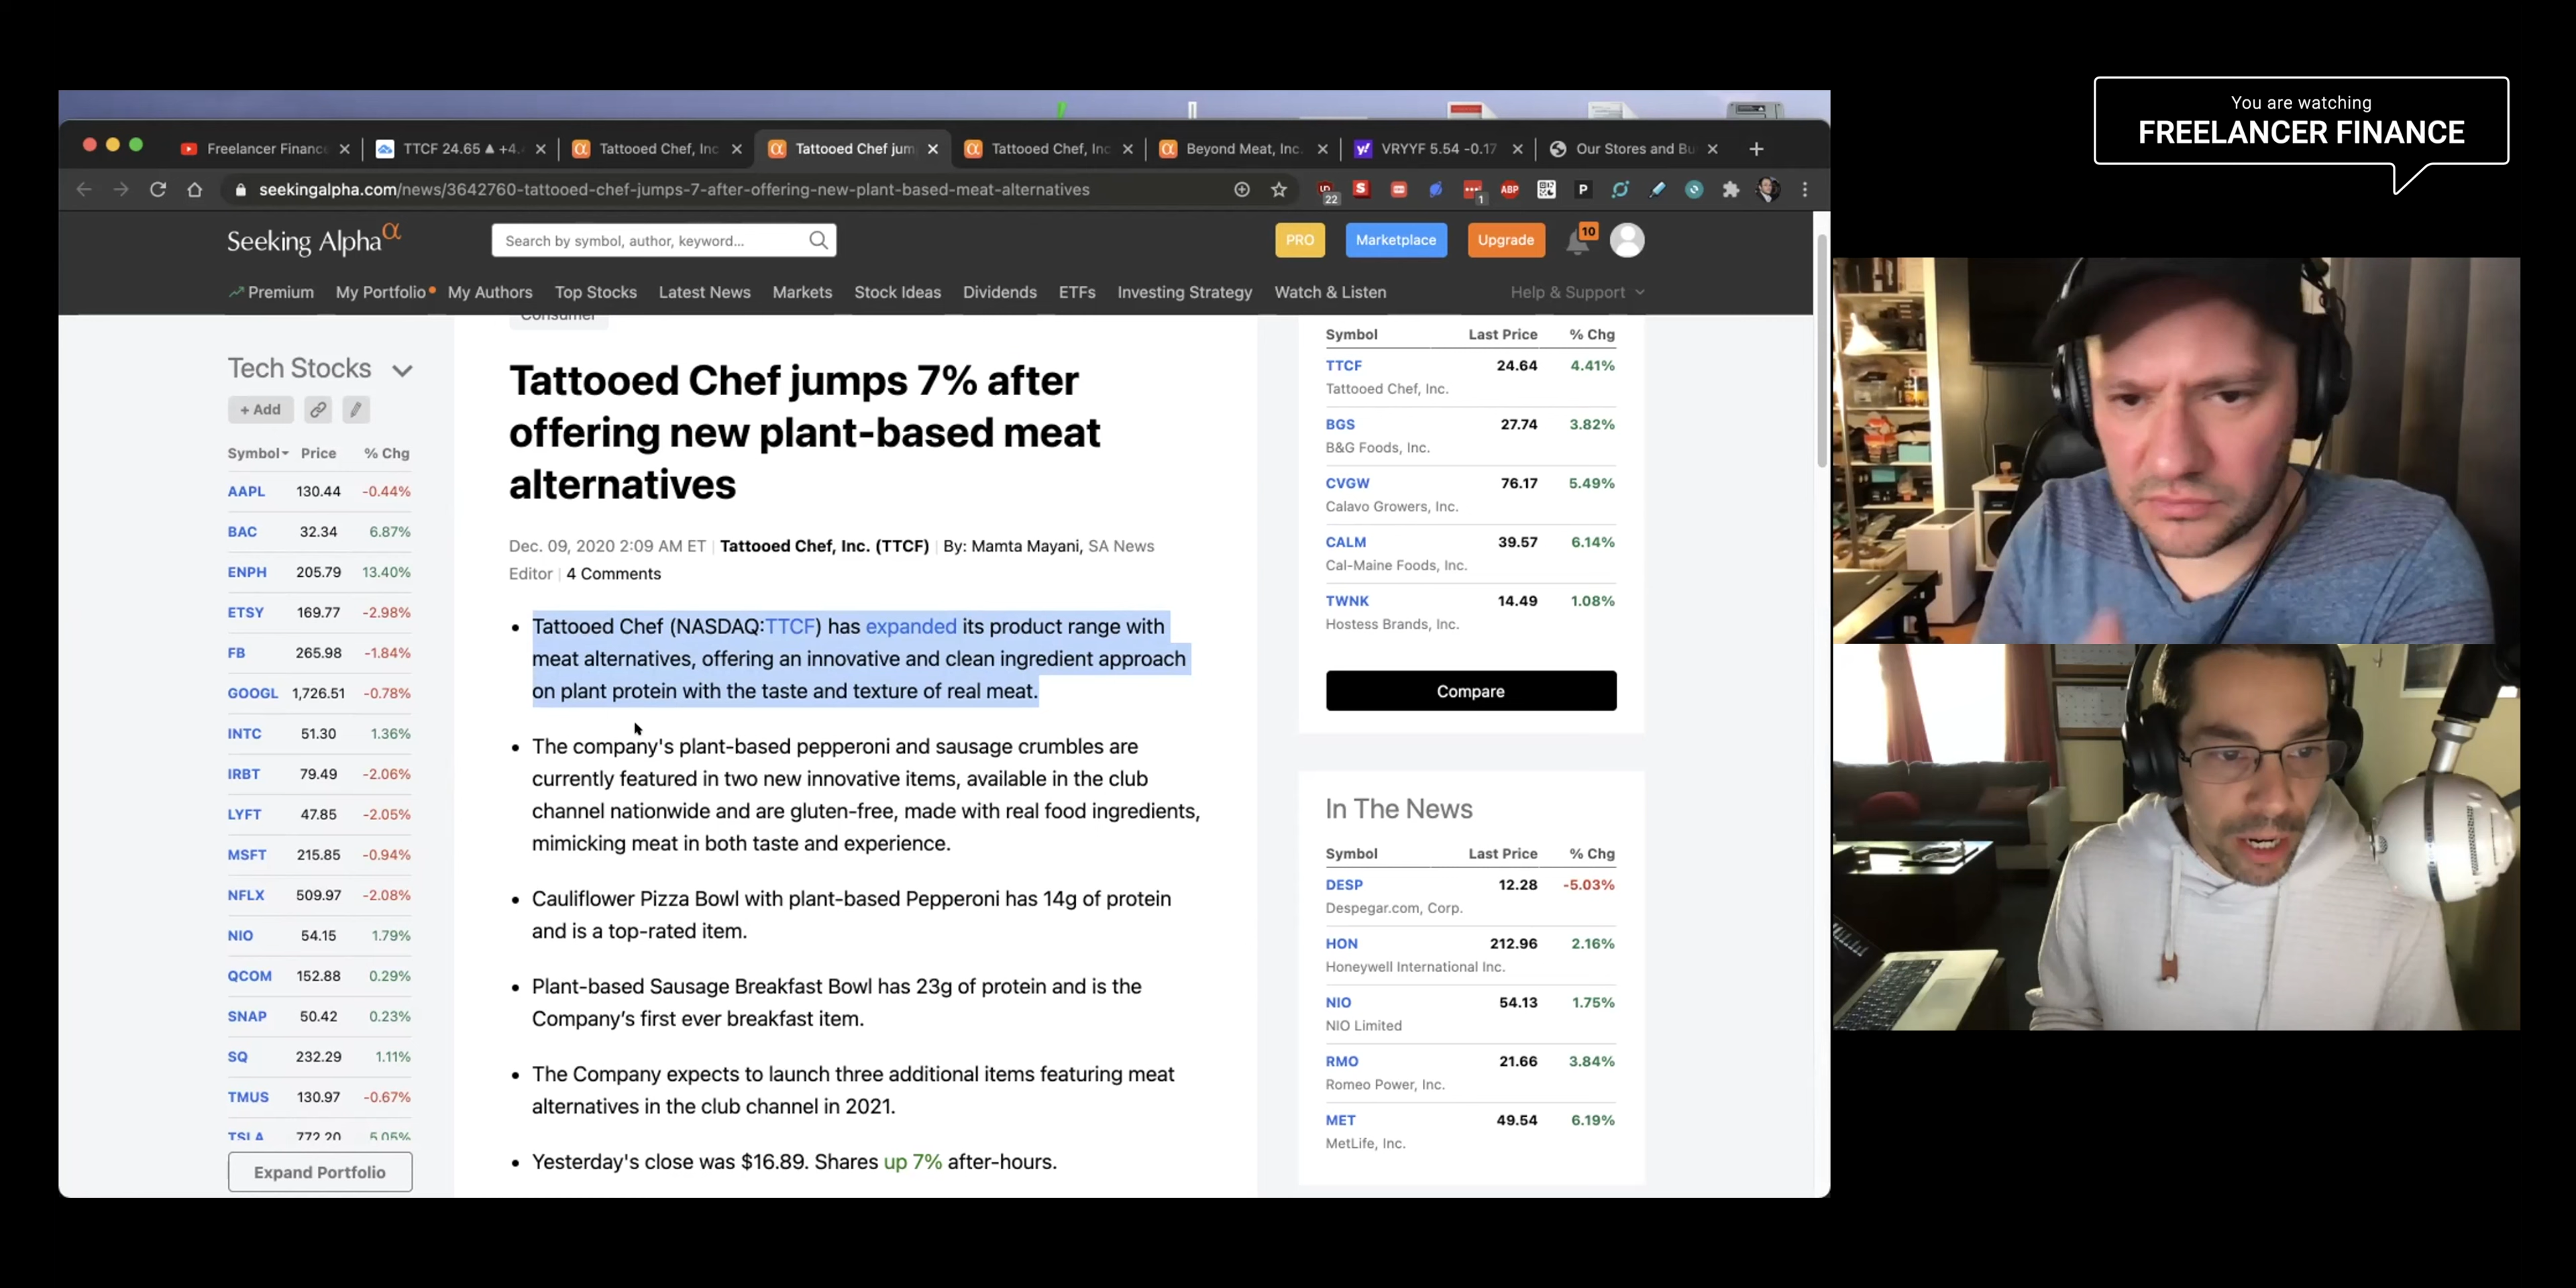 You are watching
FREELANCER FINANCE
Freelancer Finance
TTCF 24.65 ▲ +4.
Tattooed Chef, Inc
Tattooed Chef jum
Tattooed Chef, Inc
Beyond Meat, Inc.
VRYYF 5.54 -0.17
Our Stores and Bu
seekingalpha.com/news/3642760-tattooed-chef-jumps-7-after-offering-new-plant-based-meat-alternatives
22
S
1
ABP
P
Seeking Alpha α
Search by symbol, author, keyword...
PRO
Marketplace
Upgrade
10
Premium My Portfolio My Authors Top Stocks Latest News Markets Stock Ideas Dividends ETFs Investing Strategy Watch & Listen Help & Support
Tech Stocks
+ Add
Symbol Price % Chg
AAPL 130.44 -0.44%
BAC 32.34 6.87%
ENPH 205.79 13.40%
ETSY 169.77 -2.98%
FB 265.98 -1.84%
GOOGL 1,726.51 -0.78%
INTC 51.30 1.36%
IRBT 79.49 -2.06%
LYFT 47.85 -2.05%
MSFT 215.85 -0.94%
NFLX 509.97 -2.08%
NIO 54.15 1.79%
QCOM 152.88 0.29%
SNAP 50.42 0.23%
SQ 232.29 1.11%
TMUS 130.97 -0.67%
TSLA 772.20 5.05%
Expand Portfolio
Consumer
Tattooed Chef jumps 7% after
offering new plant-based meat
alternatives
Dec. 09, 2020 2:09 AM ET | Tattooed Chef, Inc. (TTCF) | By: Mamta Mayani, SA News
Editor | 4 Comments
• Tattooed Chef (NASDAQ:TTCF) has expanded its product range with
meat alternatives, offering an innovative and clean ingredient approach
on plant protein with the taste and texture of real meat.
• The company's plant-based pepperoni and sausage crumbles are
currently featured in two new innovative items, available in the club
channel nationwide and are gluten-free, made with real food ingredients,
mimicking meat in both taste and experience.
• Cauliflower Pizza Bowl with plant-based Pepperoni has 14g of protein
and is a top-rated item.
• Plant-based Sausage Breakfast Bowl has 23g of protein and is the
Company's first ever breakfast item.
• The Company expects to launch three additional items featuring meat
alternatives in the club channel in 2021.
• Yesterday's close was $16.89. Shares up 7% after-hours.
Symbol Last Price % Chg
TTCF 24.64 4.41%
Tattooed Chef, Inc.
BGS 27.74 3.82%
B&G Foods, Inc.
CVGW 76.17 5.49%
Calavo Growers, Inc.
CALM 39.57 6.14%
Cal-Maine Foods, Inc.
TWNK 14.49 1.08%
Hostess Brands, Inc.
Compare
In The News
Symbol Last Price % Chg
DESP 12.28 -5.03%
Despegar.com, Corp.
HON 212.96 2.16%
Honeywell International Inc.
NIO 54.13 1.75%
NIO Limited
RMO 21.66 3.84%
Romeo Power, Inc.
MET 49.54 6.19%
MetLife, Inc.